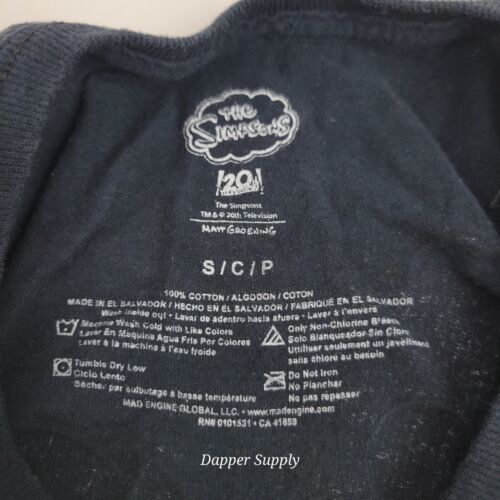 THE
SIMPSONS
20th
TELEVISION
The Simpsons
TM & © 20th Television
MATT GROENING
S / C / P
100% COTTON / ALGODON / COTON
MADE IN EL SALVADOR / HECHO EN EL SALVADOR / FABRIQUÉ EN EL SALVADOR
Wash inside out - Lavar de adentro hacia afuera - Laver à l'envers
Machine Wash Cold with Like Colors
Lavar En Maquina Agua Fria Por Colores
Laver à la machine à l'eau froide
Only Non-Chlorine Bleach
Solo Blanqueador Sin Cloro
Utiliser seulement un javellisant
sans chlore au besoin
Tumble Dry Low
Ciclo Lento
Sécher par culbutage à basse température
Do Not Iron
No Planchar
Ne pas repasser
MAD ENGINE GLOBAL, LLC. • www.madengine.com
RN# 0101531 • CA 41853
Dapper Supply